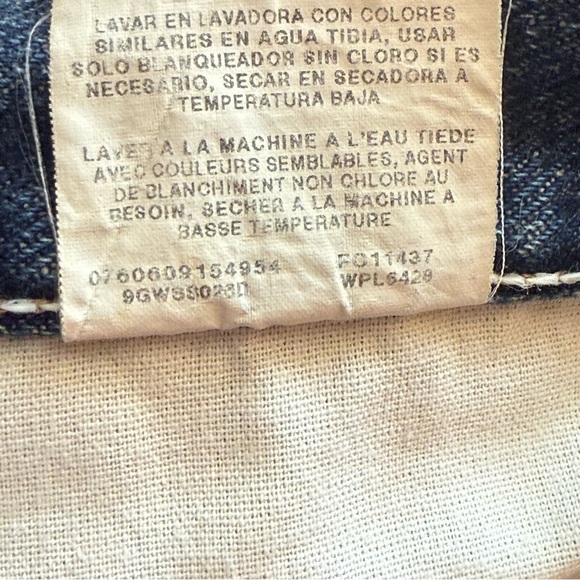 LAVAR EN LAVADORA CON COLORES
SIMILARES EN AGUA TIBIA, USAR
SOLO BLANQUEADOR SIN CLORO SI ES
NECESARIO, SECAR EN SECADORA A
TEMPERATURA BAJA
LAVER A LA MACHINE A L'EAU TIEDE
AVEC COULEURS SEMBLABLES, AGENT
DE BLANCHIMENT NON CHLORE AU
BESOIN. SECHER A LA MACHINE A
BASSE TEMPERATURE
0760609154954
WPL6429